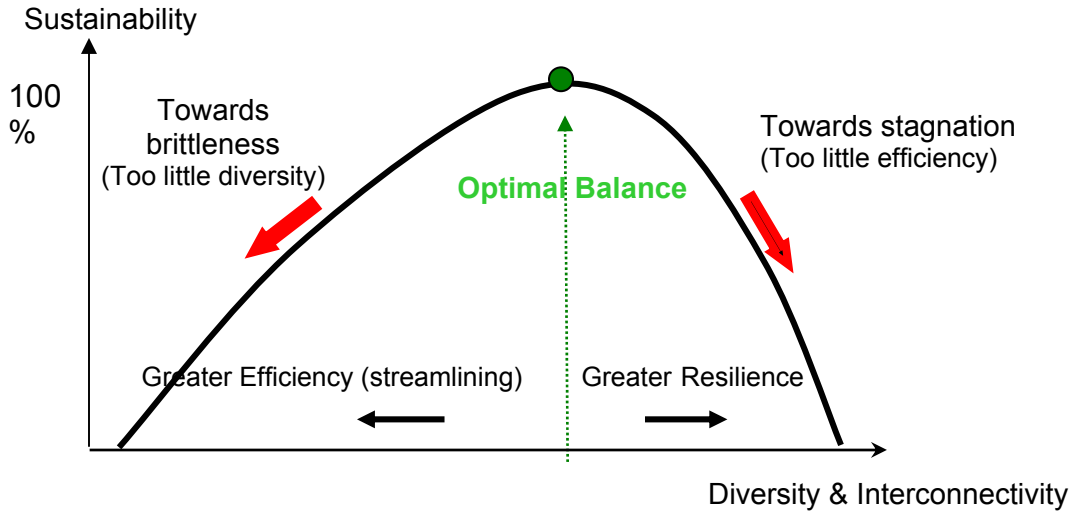 Sustainability
100
%
Towards
brittleness
(Too little diversity)
Towards stagnation
(Too little efficiency)
Optimal Balance
Greater Efficiency (streamlining)
Greater Resilience
Diversity & Interconnectivity